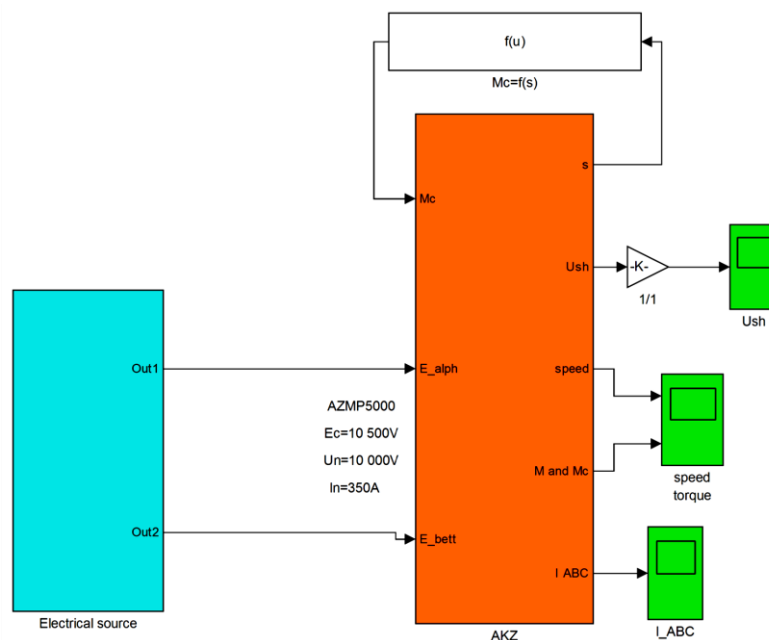 f(u)
Mc=f(s)
s
Mc
Ush
-K-
1/1
Ush
Out1
E_alph
speed
AZMP5000
Ec=10 500V
Un=10 000V
In=350A
M and Mc
speed
torque
Out2
E_bett
I ABC
Electrical source
AKZ
I_ABC